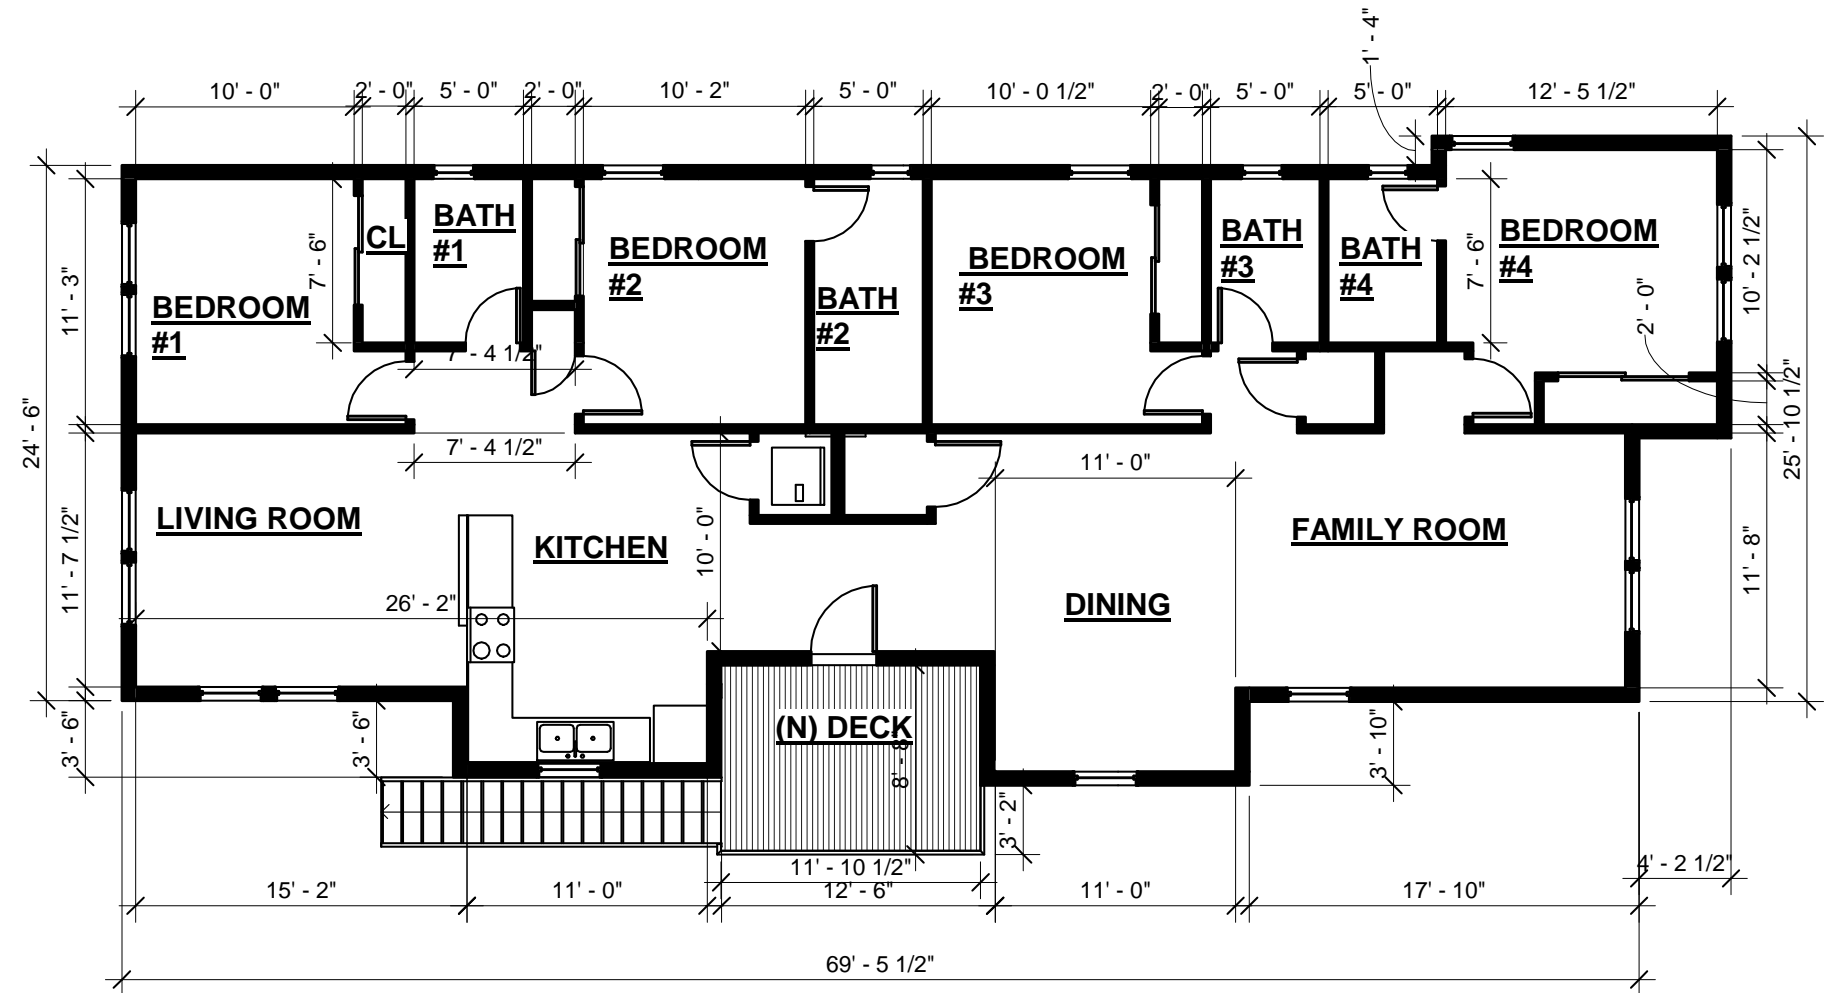 1' - 4"
10' - 0"
2' - 0"
5' - 0"
2' - 0"
10' - 2"
5' - 0"
10' - 0 1/2"
2' - 0"
5' - 0"
5' - 0"
12' - 5 1/2"
24' - 6"
11' - 3"
11' - 7 1/2"
3' - 6"
BEDROOM
#1
7' - 6"
CL
BATH
#1
7' - 4 1/2"
BEDROOM
#2
BATH
#2
BEDROOM
#3
BATH
#3
BATH
#4
7' - 6"
BEDROOM
#4
2' - 0"
10' - 2 1/2"
25' - 10 1/2"
11' - 8"
7' - 4 1/2"
LIVING ROOM
KITCHEN
10' - 0"
26' - 2"
11' - 0"
DINING
FAMILY ROOM
3' - 6"
(N) DECK
8' - 8"
3' - 2"
3' - 10"
11' - 10 1/2"
4' - 2 1/2"
15' - 2"
11' - 0"
12' - 6"
11' - 0"
17' - 10"
69' - 5 1/2"